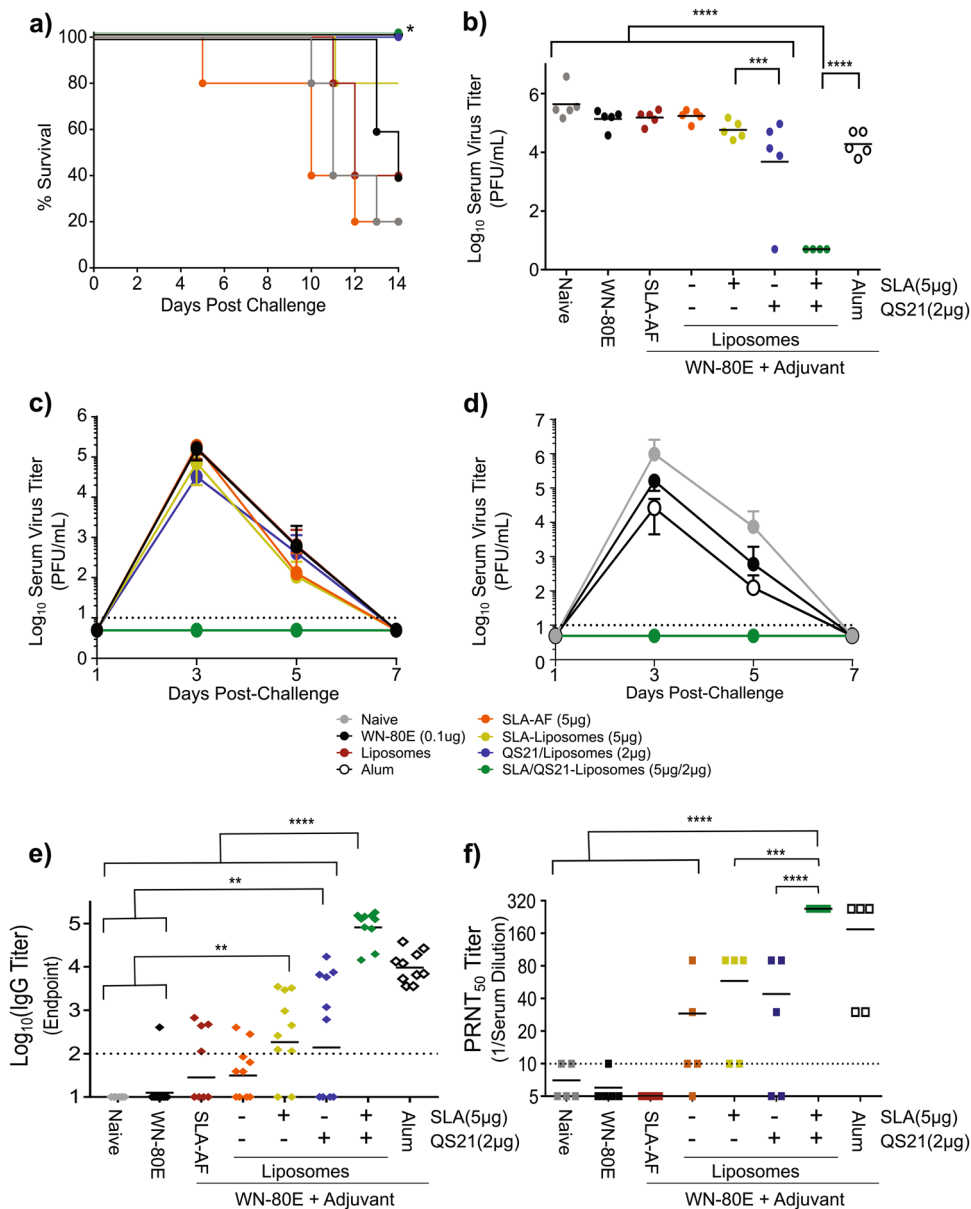 a)
% Survival
100
80
60
40
20
0
*
0 2 4 6 8 10 12 14
Days Post Challenge
b)
Log10 Serum Virus Titer
(PFU/mL)
6
4
2
0
****
***
****
Naive
WN-80E
SLA-AF
- - + - + SLA(5µg)
- - + + QS21(2µg)
Alum
Liposomes
WN-80E + Adjuvant
c)
Log10 Serum Virus Titer
(PFU/mL)
6
5
4
3
2
1
0
1 3 5 7
Days Post-Challenge
d)
Log10 Serum Virus Titer
(PFU/mL)
7
6
5
4
3
2
1
0
1 3 5 7
Days Post-Challenge
Naive
WN-80E (0.1ug)
Liposomes
Alum
SLA-AF (5µg)
SLA-Liposomes (5µg)
QS21/Liposomes (2µg)
SLA/QS21-Liposomes (5µg/2µg)
e)
Log10(IgG Titer)
(Endpoint)
5
4
3
2
1
****
**
**
Naive
WN-80E
SLA-AF
- + - + SLA(5µg)
- - + + QS21(2µg)
Alum
Liposomes
WN-80E + Adjuvant
f)
PRNT50 Titer
(1/Serum Dilution)
320
160
80
40
20
10
5
****
***
****
Naive
WN-80E
SLA-AF
- + - + SLA(5µg)
- - + + QS21(2µg)
Alum
Liposomes
WN-80E + Adjuvant